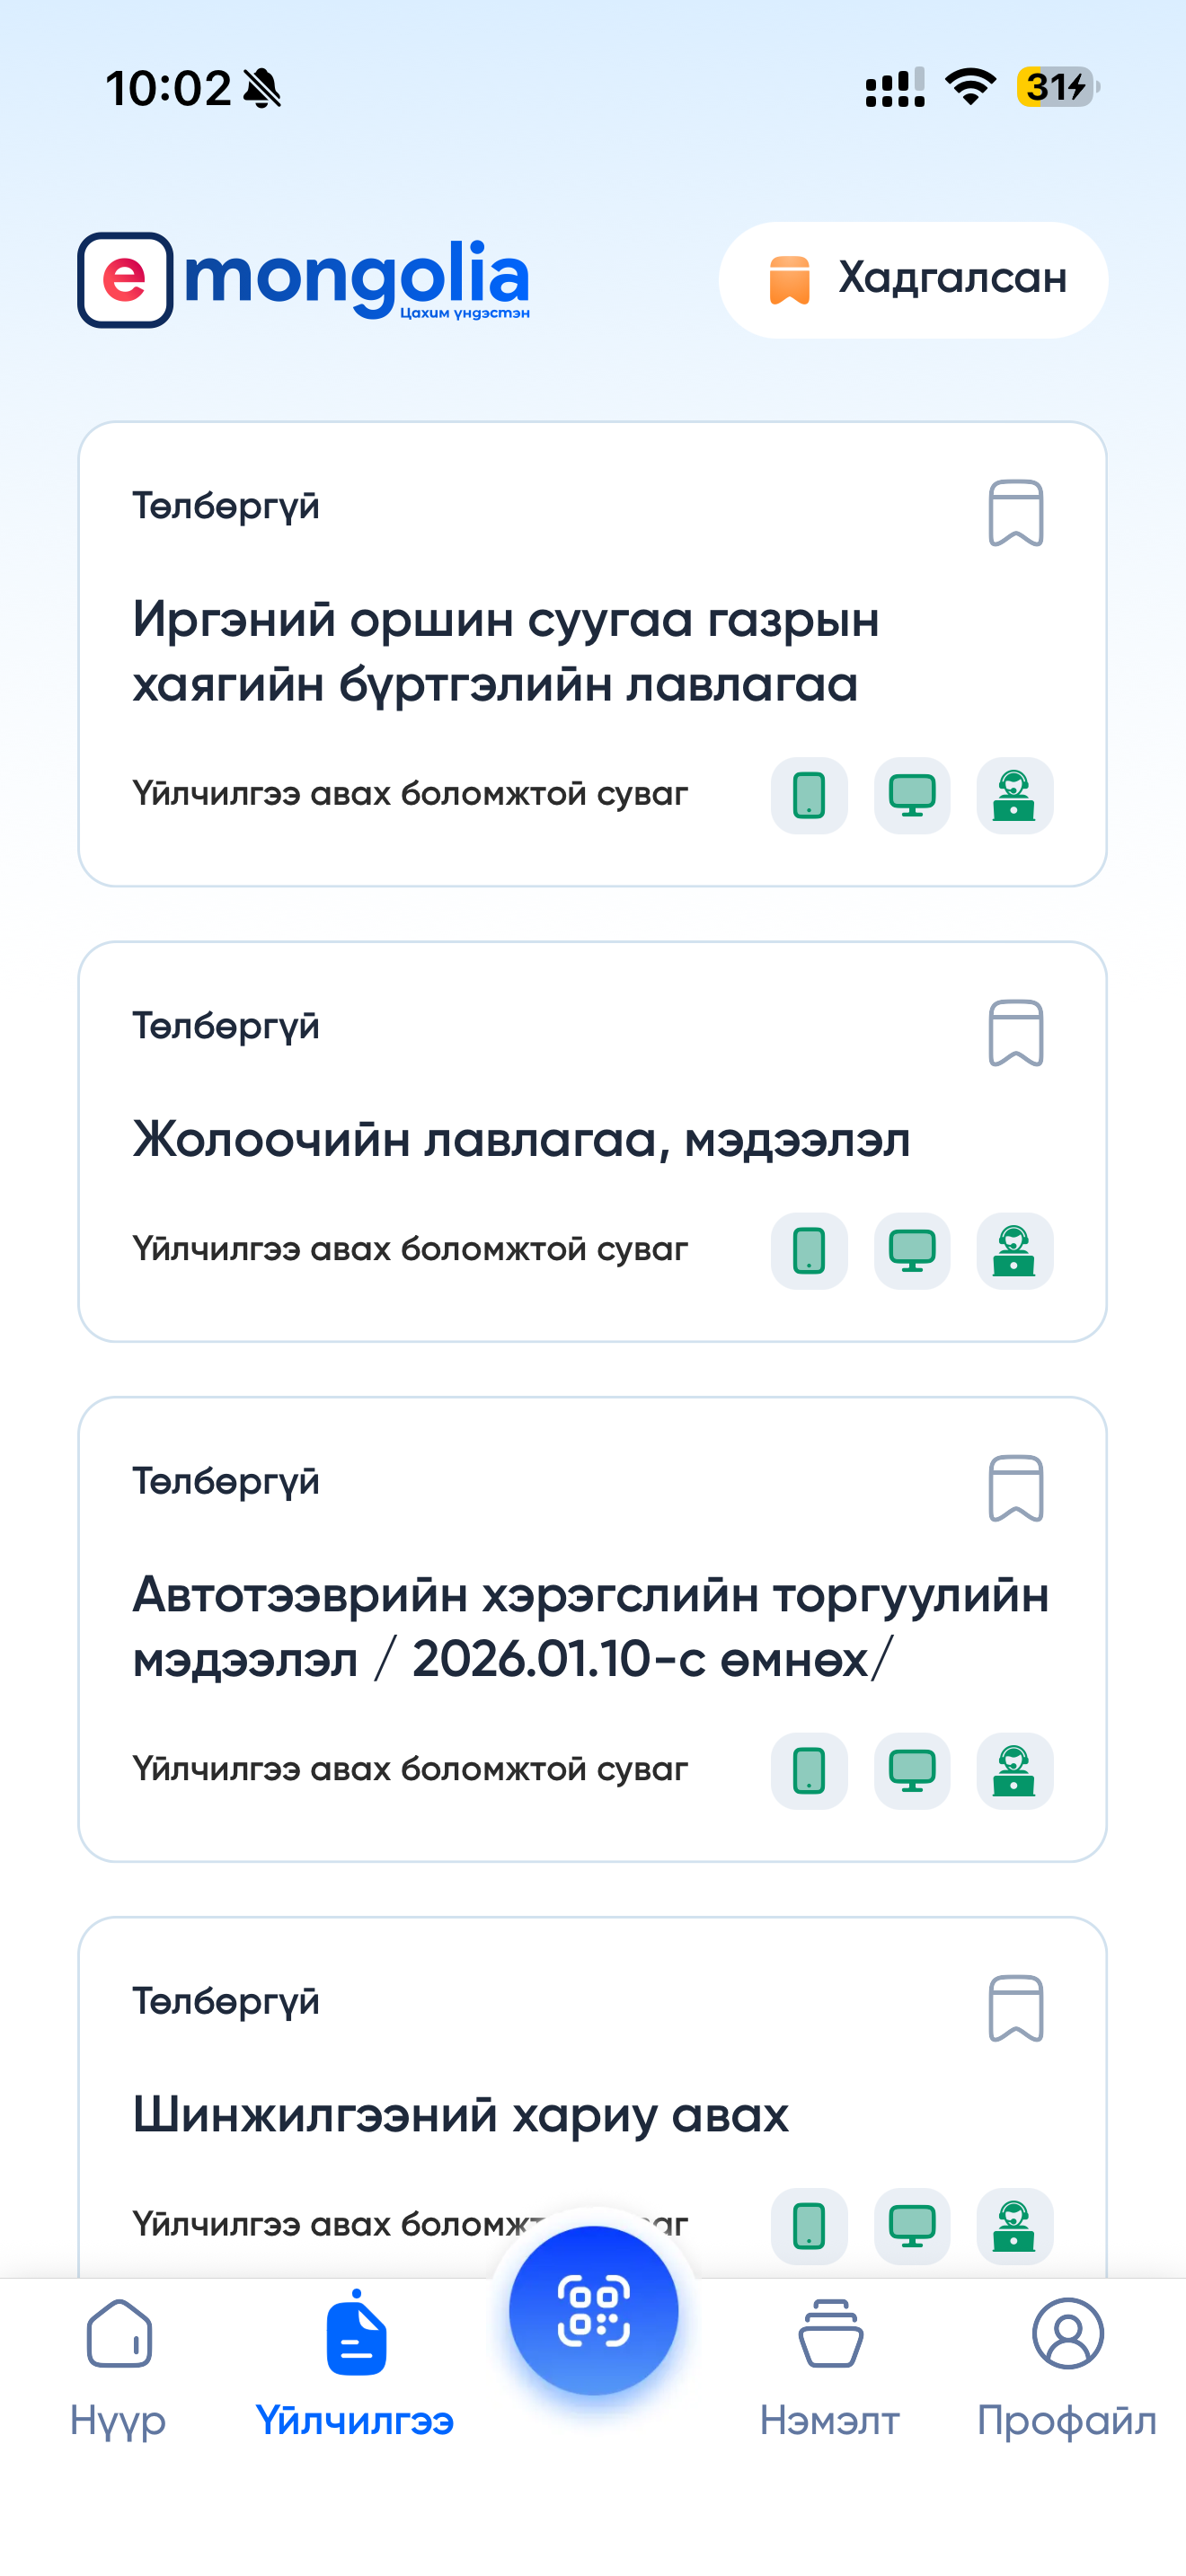 10:02
31
e mongolia
Цахим үндэстэн
Хадгалсан
Төлбөргүй
Иргэний оршин суугаа газрын
хаягийн бүртгэлийн лавлагаа
Үйлчилгээ авах боломжтой суваг
Төлбөргүй
Жолоочийн лавлагаа, мэдээлэл
Үйлчилгээ авах боломжтой суваг
Төлбөргүй
Автотээврийн хэрэгслийн торгуулийн
мэдээлэл / 2026.01.10-с өмнөх/
Үйлчилгээ авах боломжтой суваг
Төлбөргүй
Шинжилгээний хариу авах
Үйлчилгээ авах
Нүүр
Үйлчилгээ
Нэмэлт
Профайл